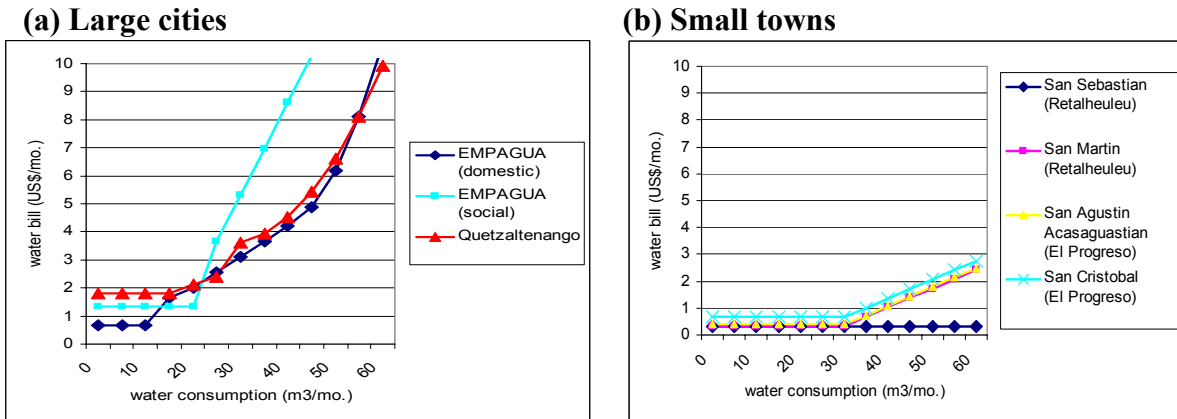 (a) Large cities
10
9
8
7
6
5
4
3
2
1
0
water bill (US$/mo.)
0
10
20
30
40
50
60
water consumption (m3/mo.)
EMPAGUA
(domestic)
EMPAGUA
(social)
Quetzaltenango
(b) Small towns
10
9
8
7
6
5
4
3
2
1
0
water bill (US$/mo.)
0
10
20
30
40
50
60
water consumption (m3/mo.)
San Sebastian
(Retalheuleu)
San Martin
(Retalheuleu)
San Agustin
Acasaguastian
(El Progreso)
San Cristobal
(El Progreso)